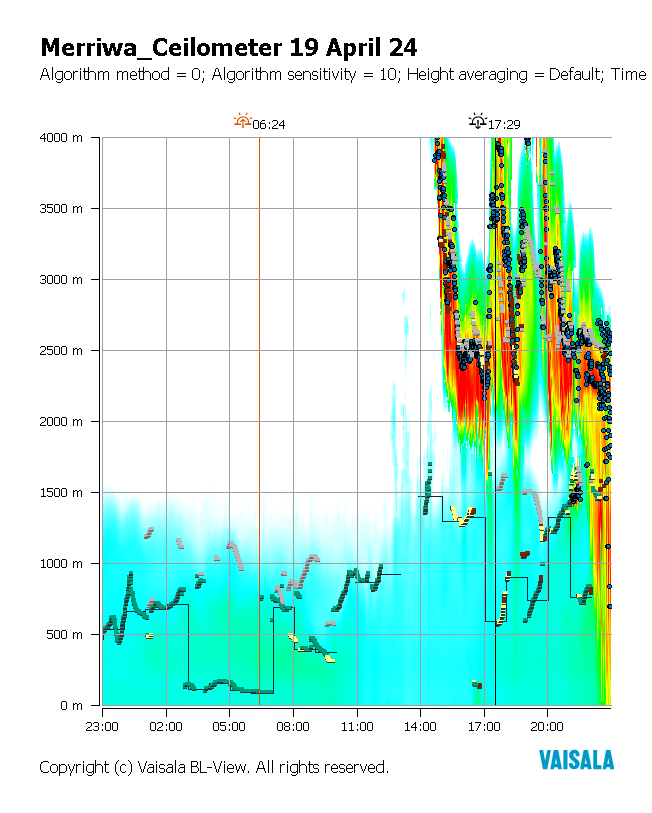 Merriwa_Ceilometer 19 April 24
Algorithm method = 0; Algorithm sensitivity = 10; Height averaging = Default; Time
06:24 17:29
4000 m
3500 m
3000 m
2500 m
2000 m
1500 m
1000 m
500 m
0 m
23:00 02:00 05:00 08:00 11:00 14:00 17:00 20:00
Copyright (c) Vaisala BL-View. All rights reserved.
VAISALA